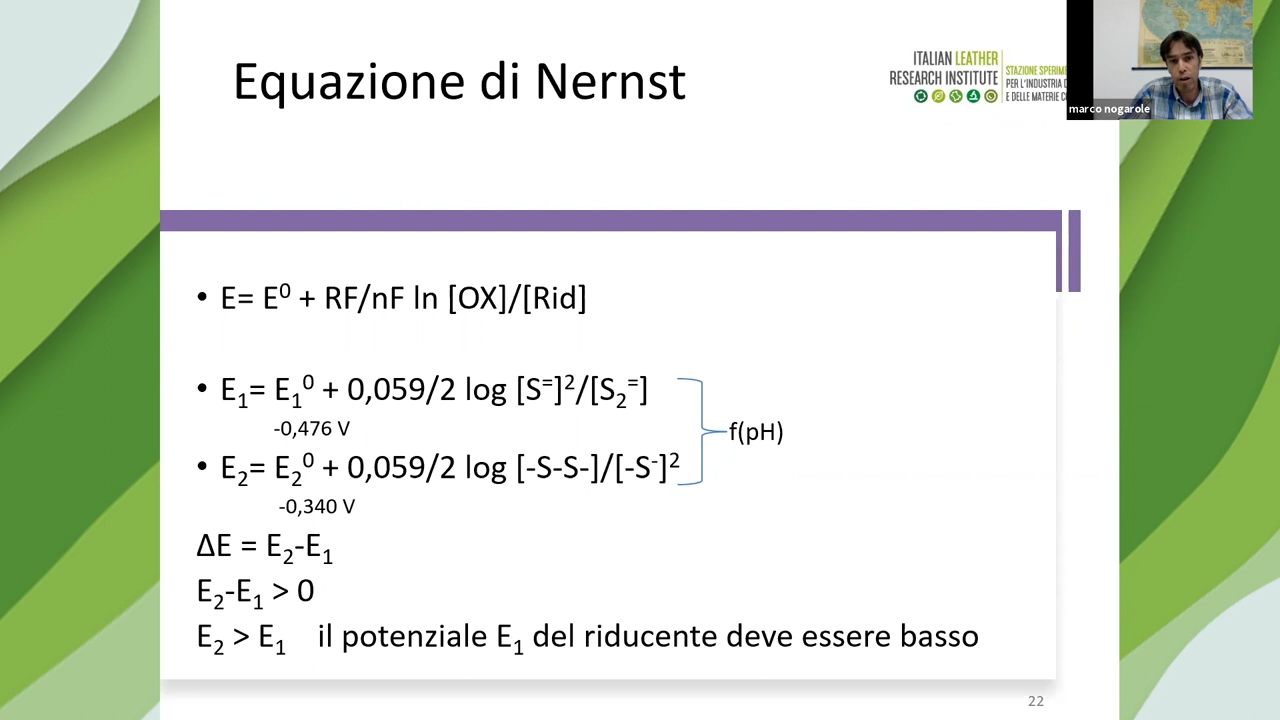 Equazione di Nernst
ITALIAN LEATHER
RESEARCH INSTITUTE
STAZIONE SPERIM
PER L'INDUSTRIA
E DELLE MATERIE
marco nogarole
• E= E⁰ + RF/nF ln [OX]/[Rid]
• E₁= E₁⁰ + 0,059/2 log [S⁼]²/[S₂⁼]
-0,476 V
f(pH)
• E₂= E₂⁰ + 0,059/2 log [-S-S-]/[-S⁻]²
-0,340 V
ΔE = E₂-E₁
E₂-E₁ > 0
E₂ > E₁ il potenziale E₁ del riducente deve essere basso
22